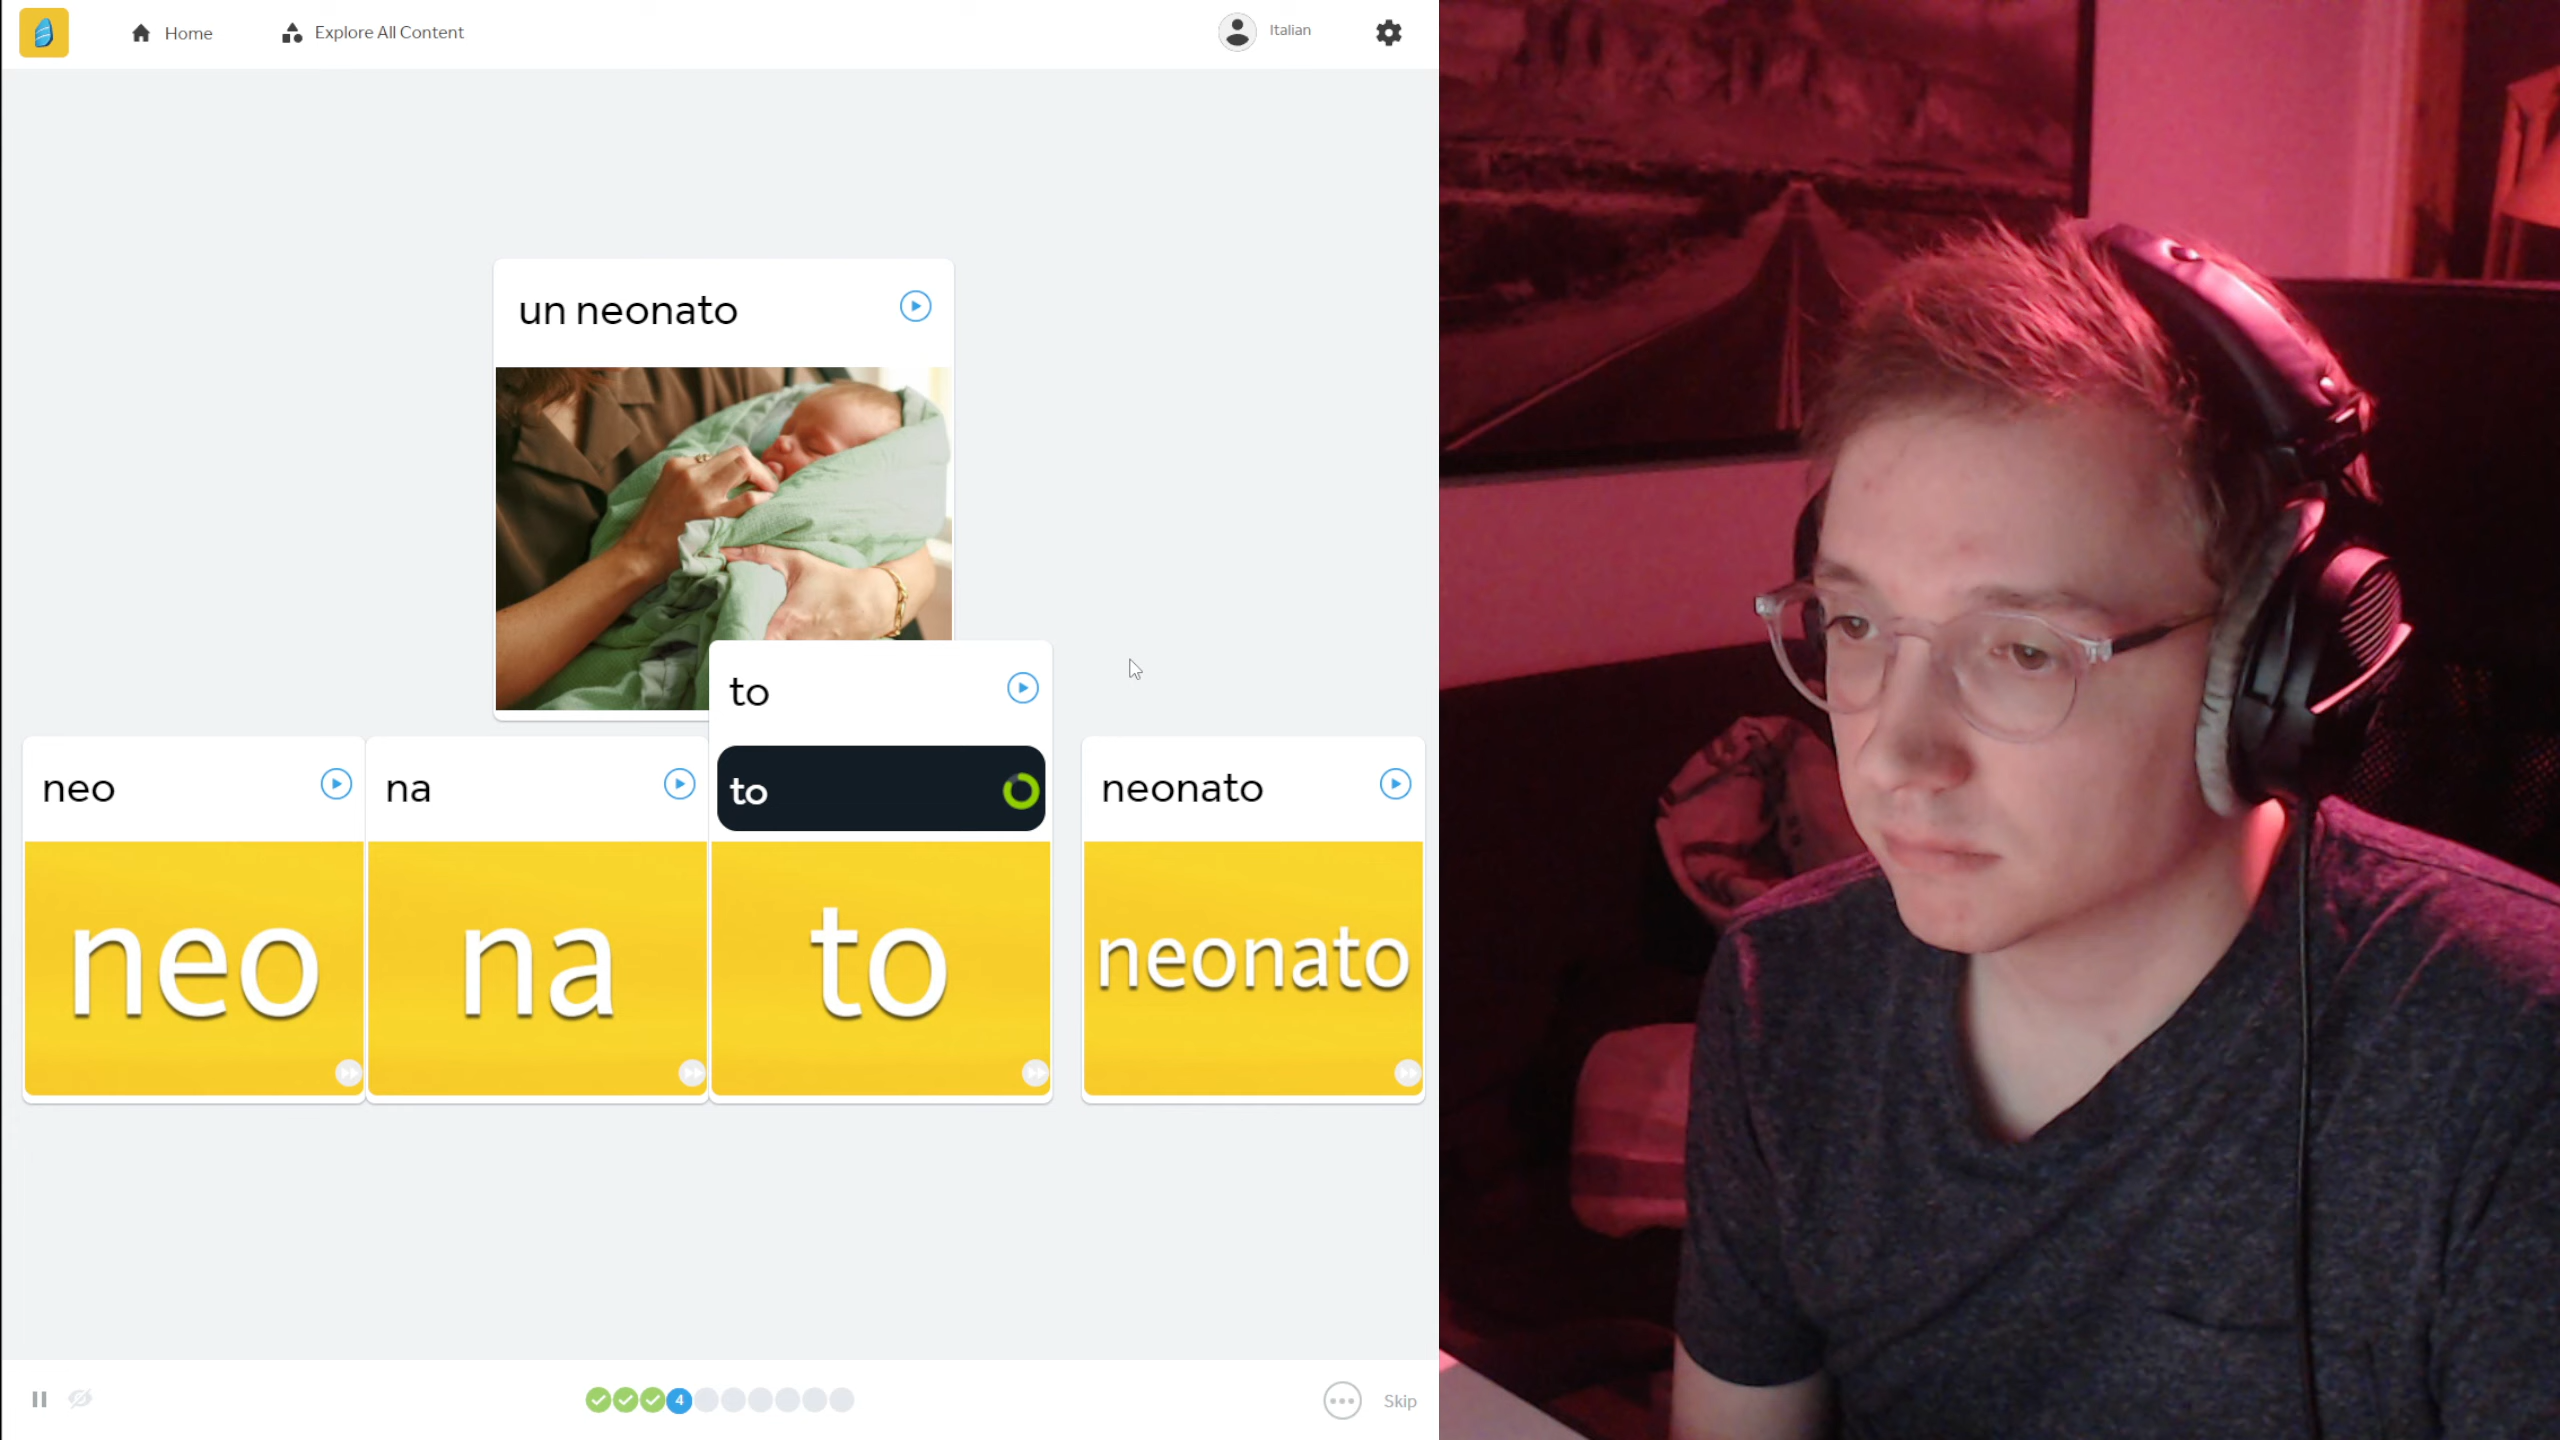 Home
Explore All Content
Italian
un neonato
to
to
neo
na
neonato
neo
na
to
neonato
4
Skip